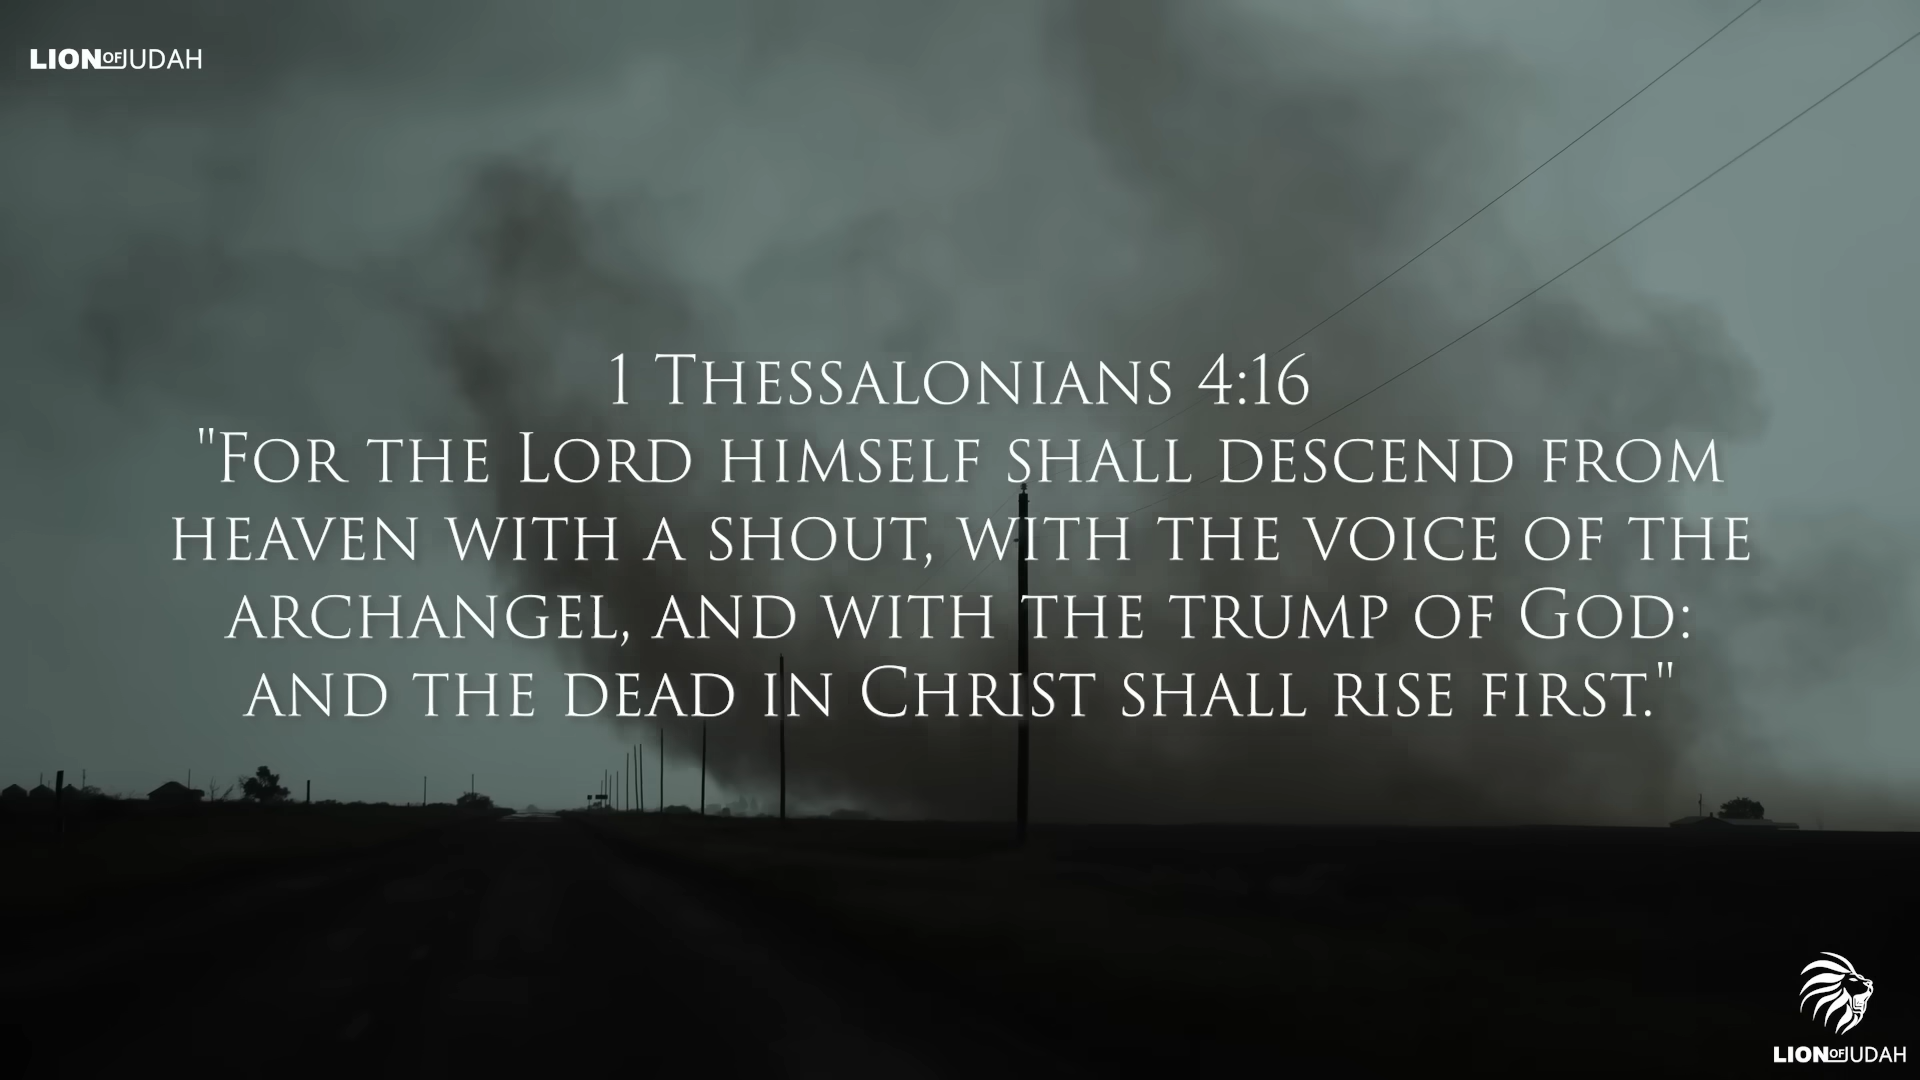 LION OF JUDAH
1 Thessalonians 4:16
"For the Lord himself shall descend from
heaven with a shout, with the voice of the
archangel, and with the trump of God:
and the dead in Christ shall rise first."
LION OF JUDAH